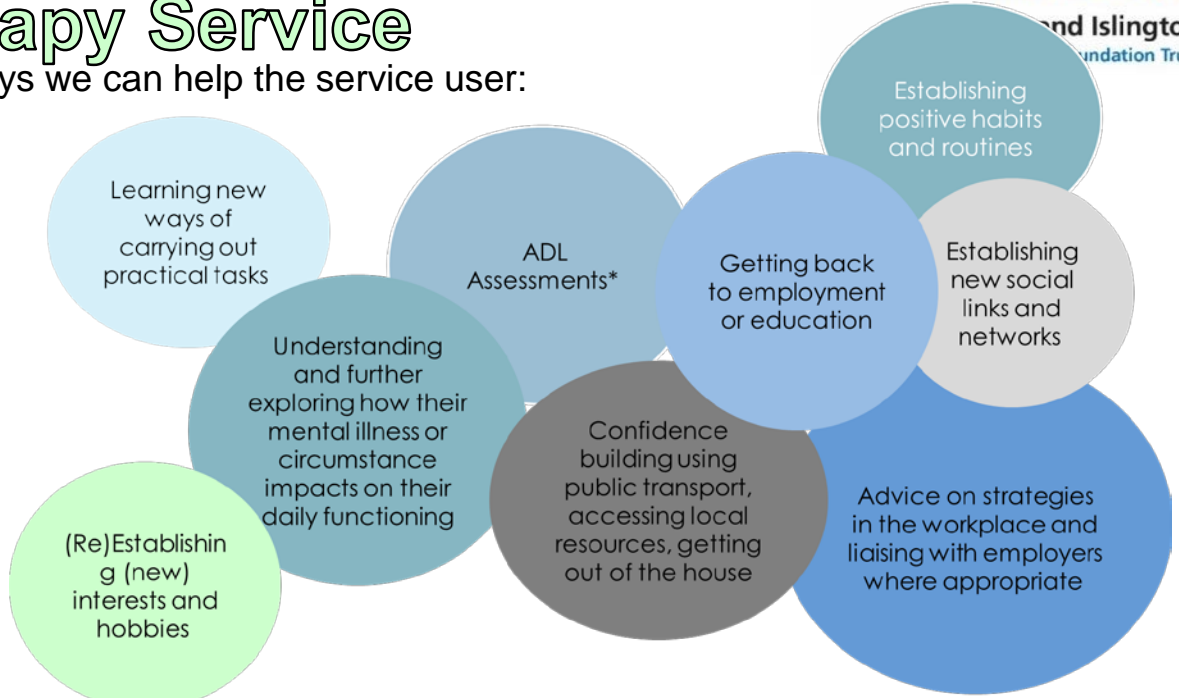 apy Service
nd Islingto
undation Tru
ys we can help the service user:
Establishing
positive habits
and routines
Learning new
ways of
carrying out
practical tasks
ADL
Assessments*
Getting back
to employment
or education
Establishing
new social
links and
networks
Understanding
and further
exploring how their
mental illness or
circumstance
impacts on their
daily functioning
Confidence
building using
public transport,
accessing local
resources, getting
out of the house
Advice on strategies
in the workplace and
liaising with employers
where appropriate
(Re)Establishin
g (new)
interests and
hobbies